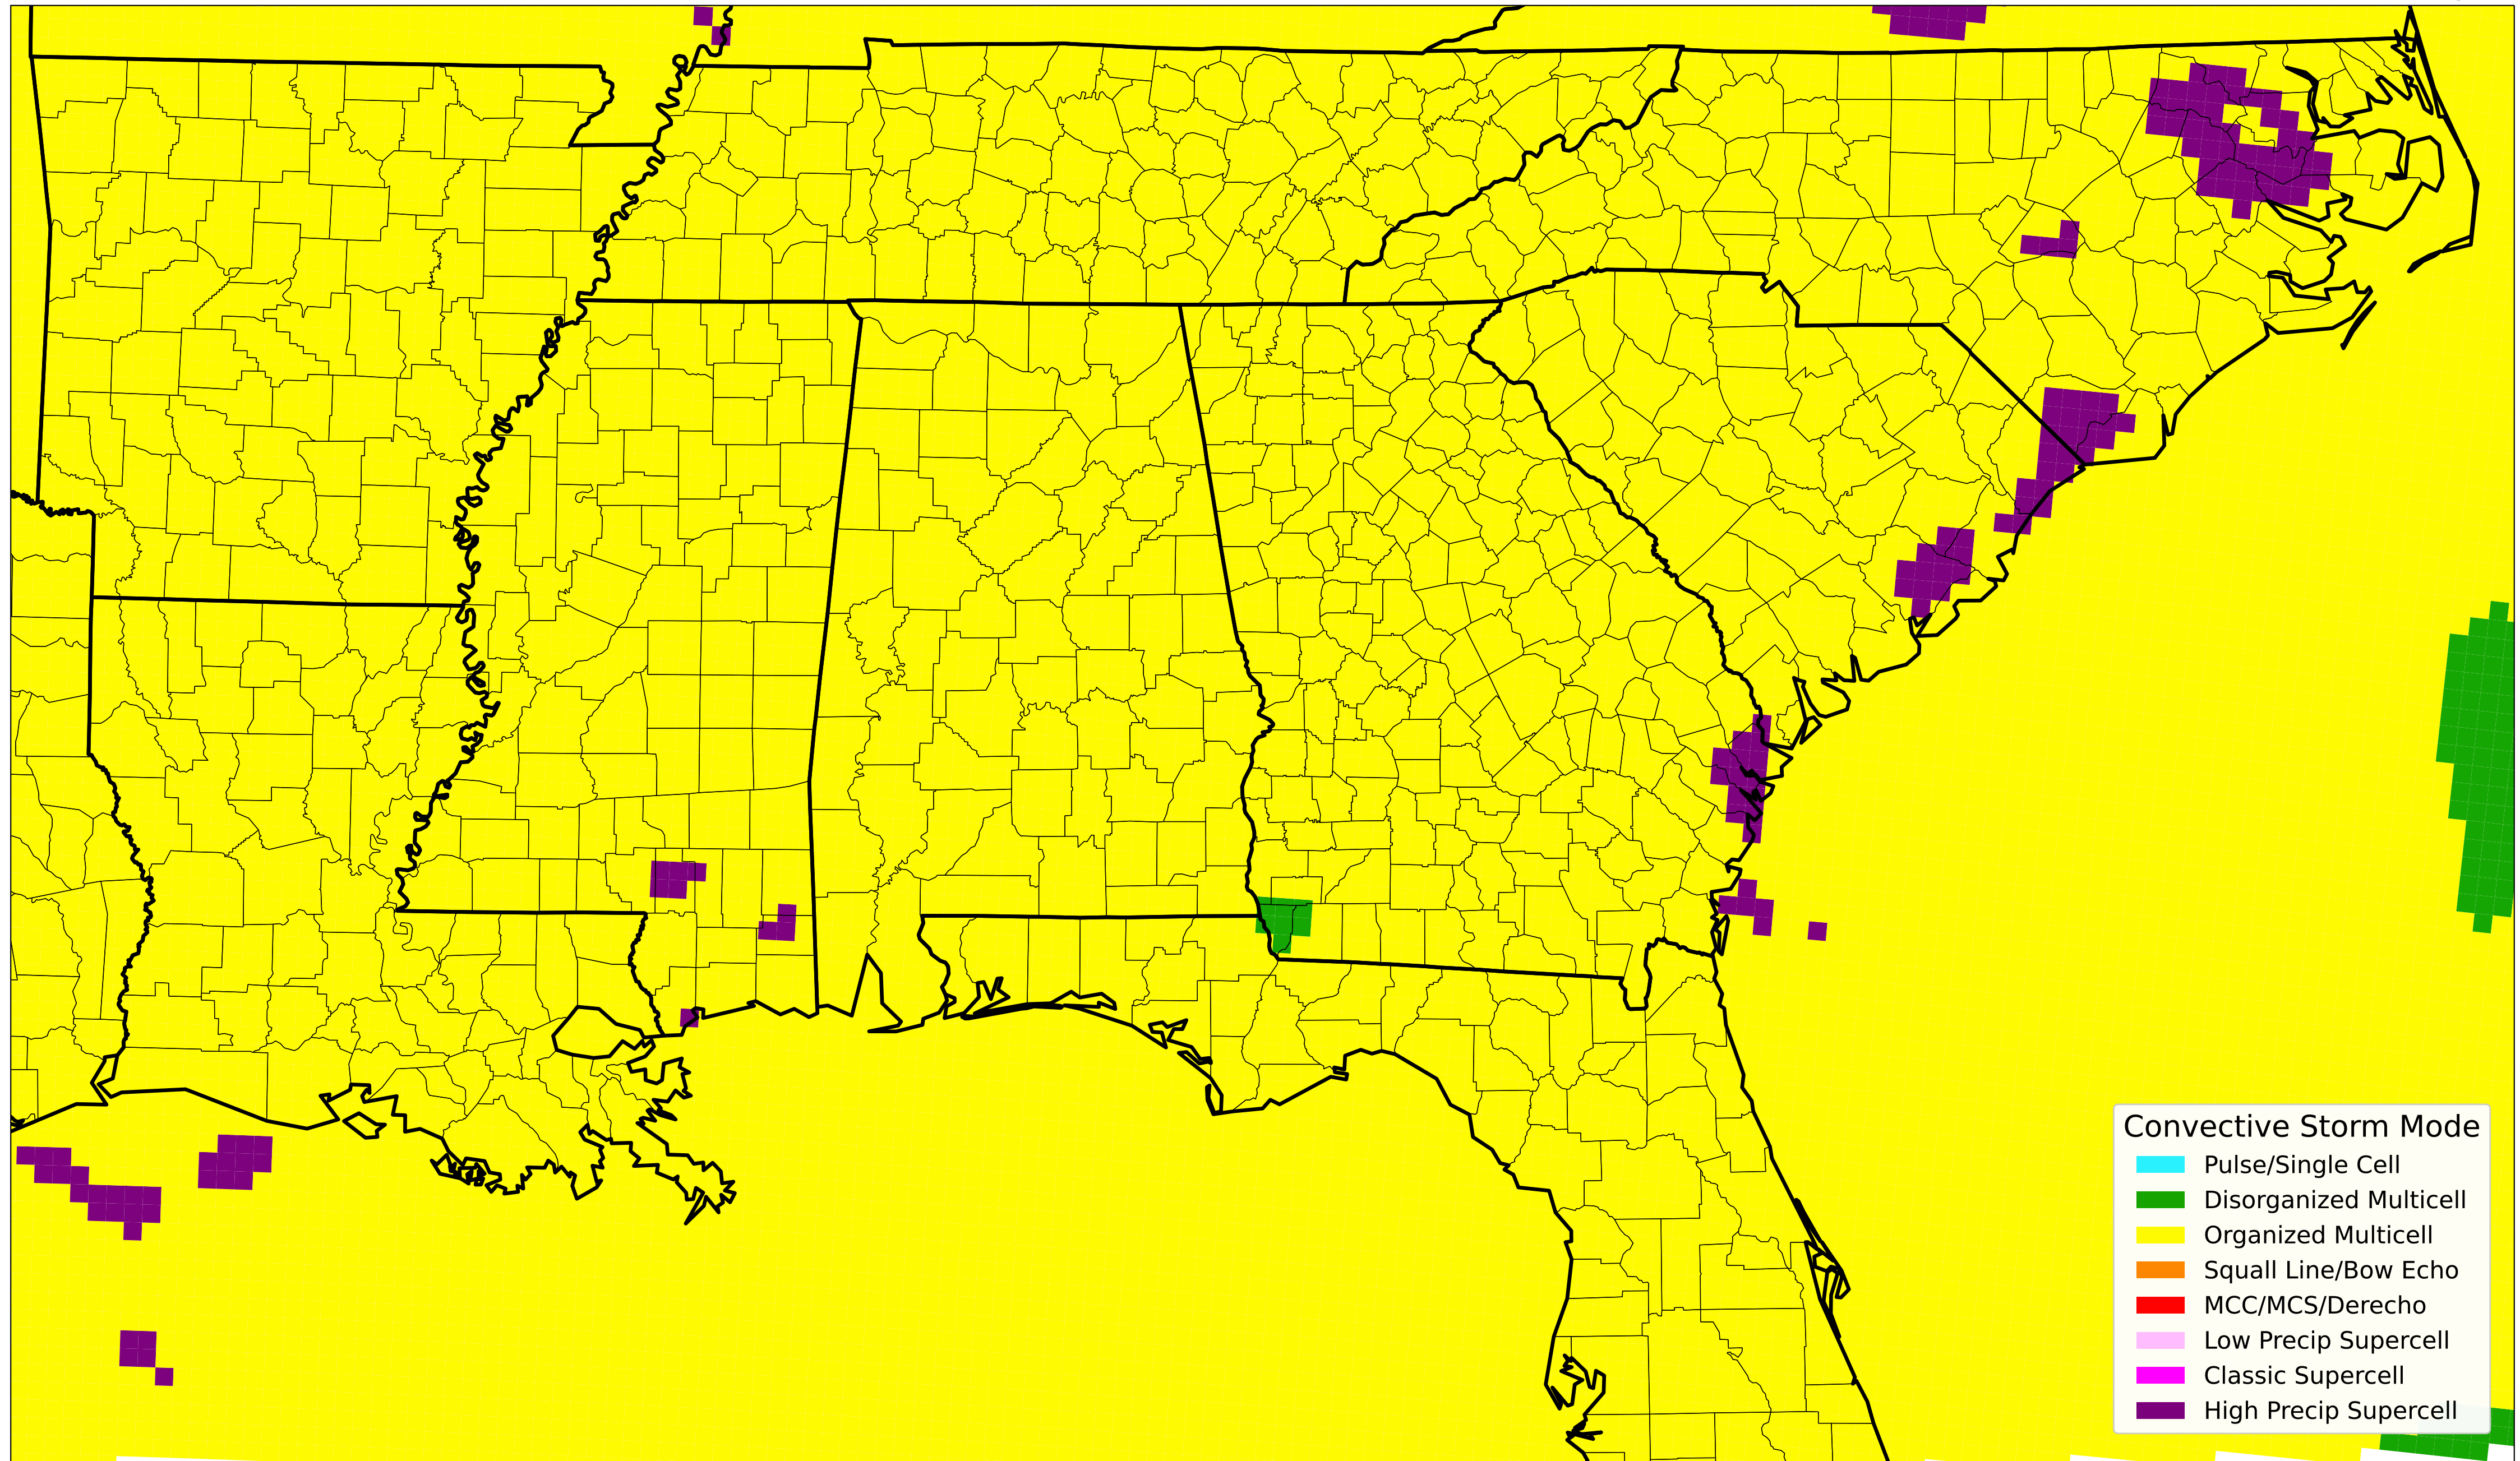 Convective Storm Mode
Pulse/Single Cell
Disorganized Multicell
Organized Multicell
Squall Line/Bow Echo
MCC/MCS/Derecho
Low Precip Supercell
Classic Supercell
High Precip Supercell